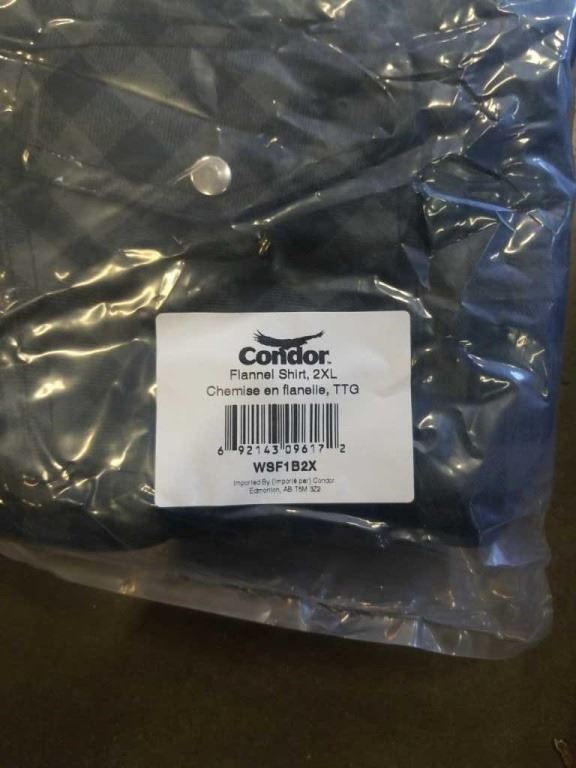 Condor.
Flannel Shirt, 2XL
Chemise en flanelle, TTG
6 92143 09617 2
WSF1B2X
Imported By (Importé par) Condor
Edmonton, AB T5M 3Z2